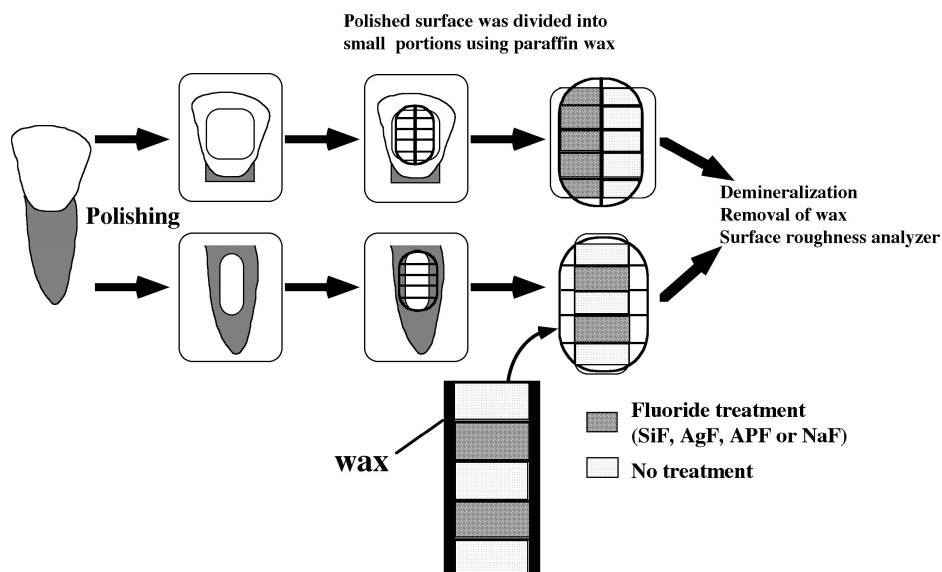 Polished surface was divided into
small portions using paraffin wax
Polishing
Demineralization
Removal of wax
Surface roughness analyzer
wax
Fluoride treatment
(SiF, AgF, APF or NaF)
No treatment